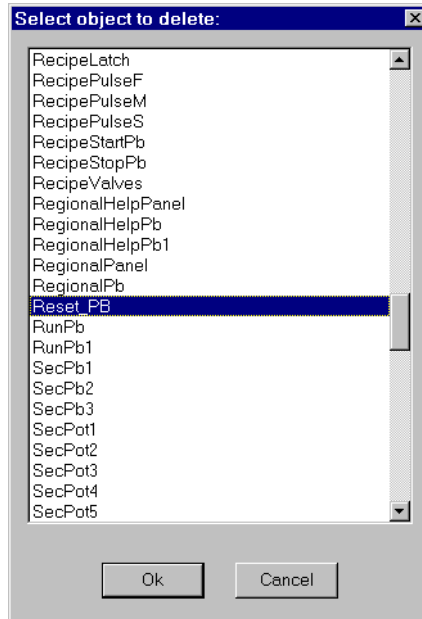 Select object to delete:
RecipeLatch
RecipePulseF
RecipePulseM
RecipePulseS
RecipeStartPb
RecipeStopPb
RecipeValves
RegionalHelpPanel
RegionalHelpPb
RegionalHelpPb1
RegionalPanel
RegionalPb
Reset_PB
RunPb
RunPb1
SecPb1
SecPb2
SecPb3
SecPot1
SecPot2
SecPot3
SecPot4
SecPot5
Ok Cancel